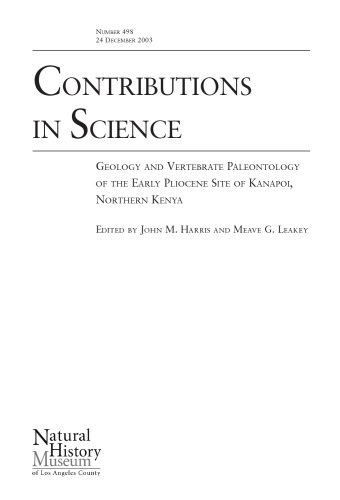 NUMBER 498
24 DECEMBER 2003
CONTRIBUTIONS
IN SCIENCE
GEOLOGY AND VERTEBRATE PALEONTOLOGY
OF THE EARLY PLIOCENE SITE OF KANAPOI,
NORTHERN KENYA
EDITED BY JOHN M. HARRIS AND MEAVE G. LEAKEY
Natural
History
Museum
of Los Angeles County